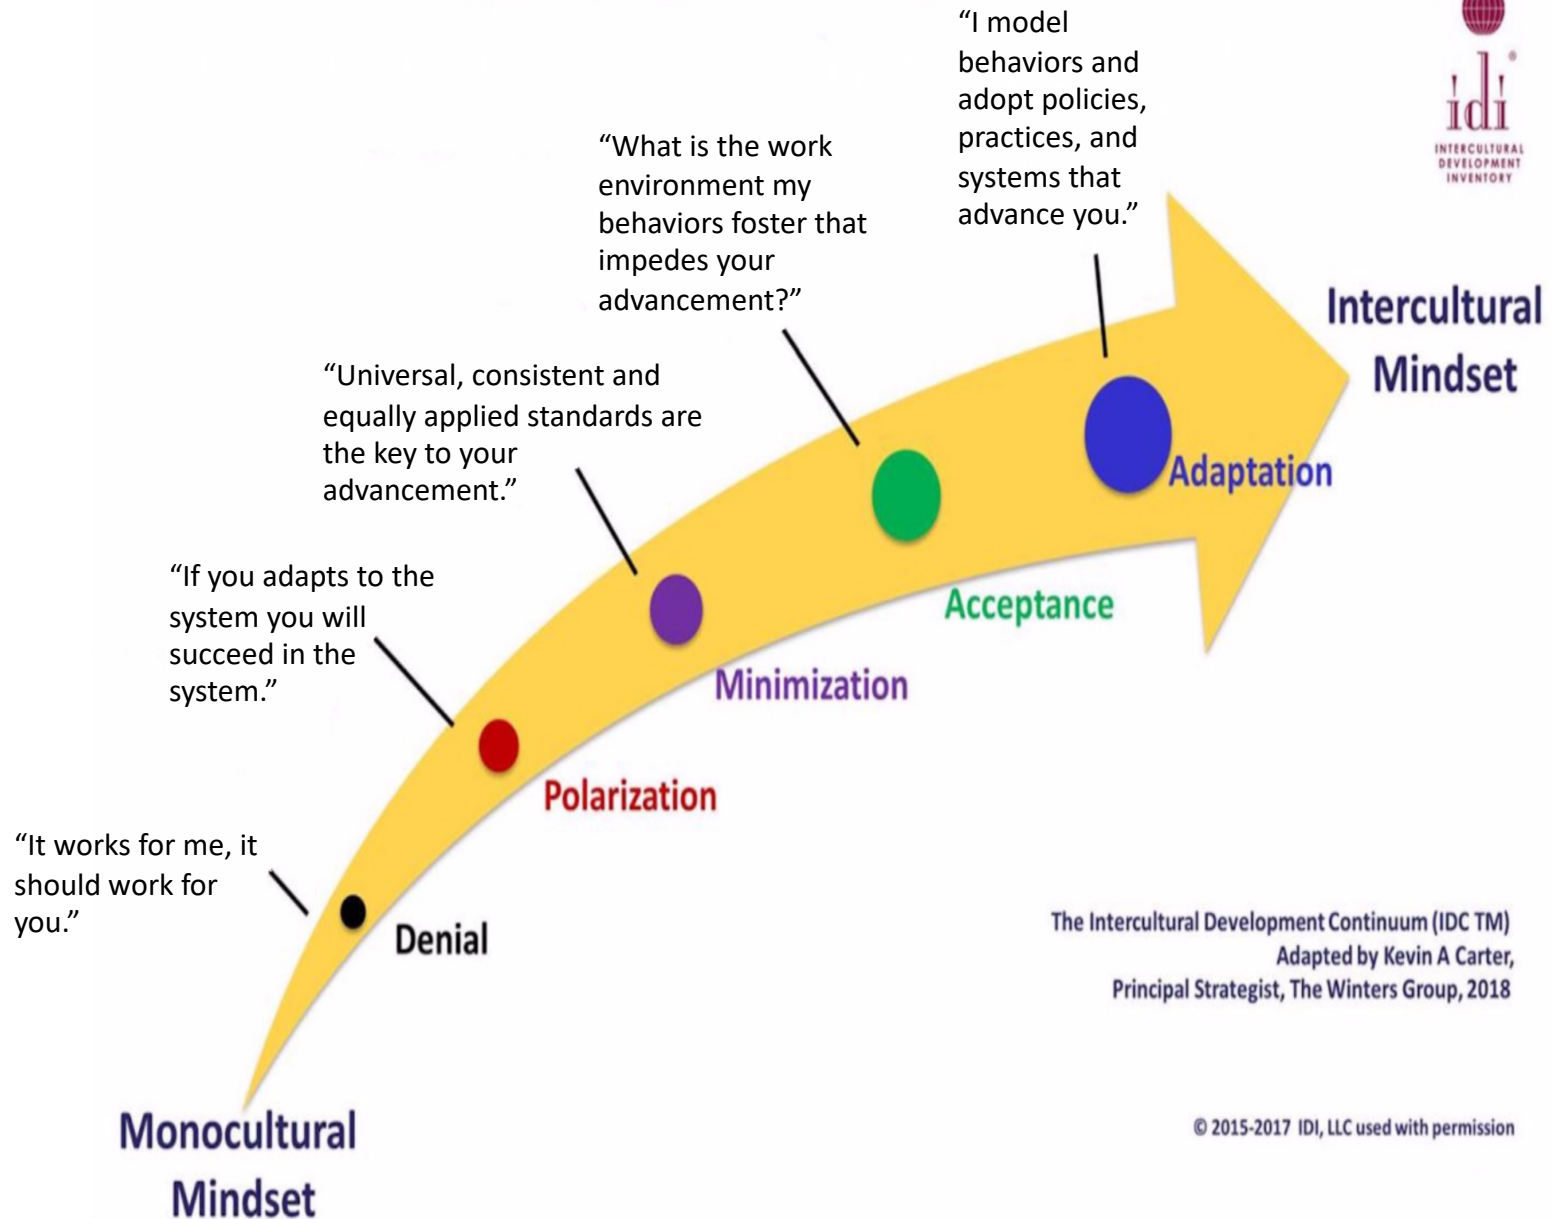 “I model
behaviors and
adopt policies,
practices, and
systems that
advance you.”
idi®
INTERCULTURAL
DEVELOPMENT
INVENTORY
“What is the work
environment my
behaviors foster that
impedes your
advancement?”
Intercultural
Mindset
“Universal, consistent and
equally applied standards are
the key to your
advancement.”
Adaptation
“If you adapts to the
system you will
succeed in the
system.”
Acceptance
Minimization
Polarization
“It works for me, it
should work for
you.”
Denial
The Intercultural Development Continuum (IDC TM)
Adapted by Kevin A Carter,
Principal Strategist, The Winters Group, 2018
Monocultural
Mindset
© 2015-2017 IDI, LLC used with permission